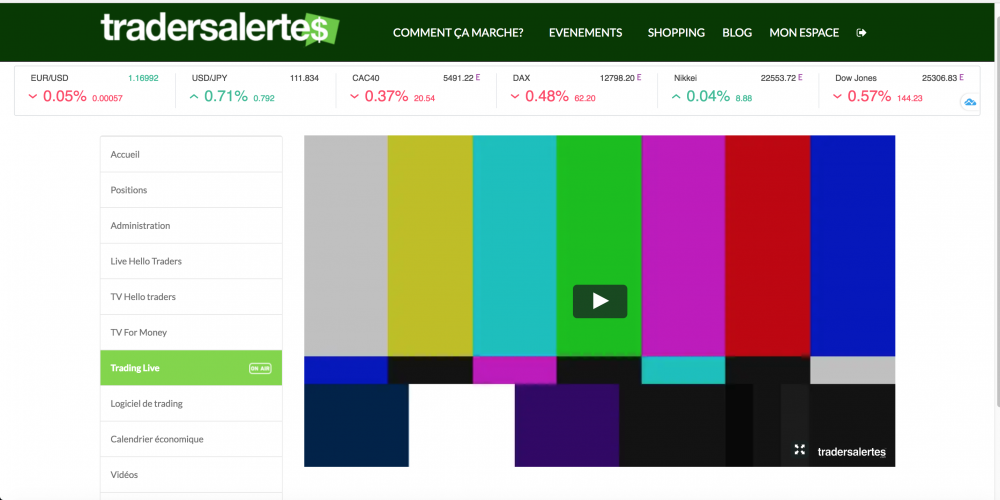 tradersalerte$
COMMENT ÇA MARCHE? EVENEMENTS SHOPPING BLOG MON ESPACE
EUR/USD 1.16992
0.05% 0.00057
USD/JPY 111.834
0.71% 0.792
CAC40 5491.22 E
0.37% 20.54
DAX 12798.20 E
0.48% 62.20
Nikkei 22553.72 E
0.04% 8.88
Dow Jones 25306.83 E
0.57% 144.23
Accueil
Positions
Administration
Live Hello Traders
TV Hello traders
TV For Money
Trading Live ON AIR
Logiciel de trading
Calendrier économique
Vidéos
tradersalertes